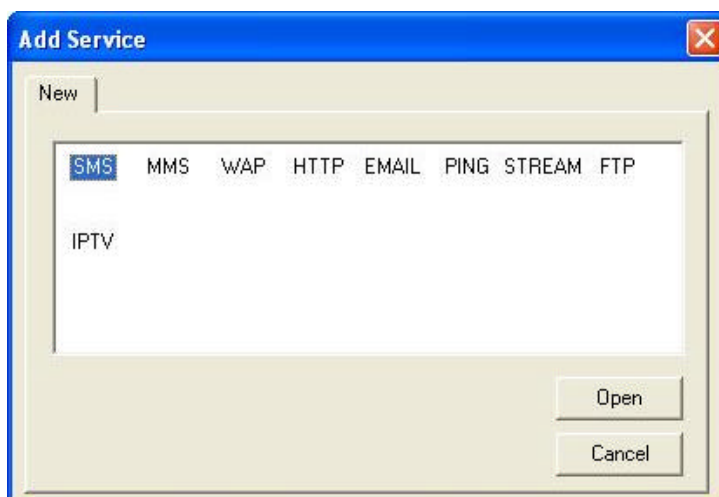 Add Service
New
SMS MMS WAP HTTP EMAIL PING STREAM FTP
IPTV
Open
Cancel